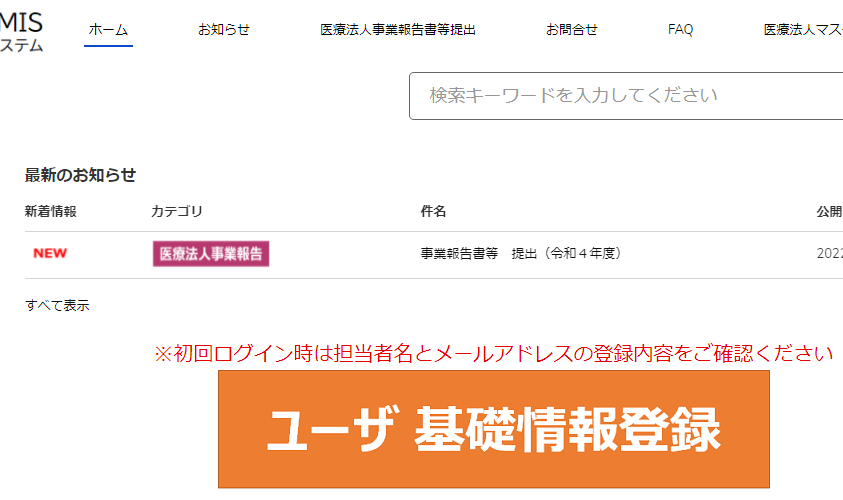 MIS
ステム
ホーム
お知らせ
医療法人事業報告書等提出
お問合せ
FAQ
医療法人マス
検索キーワードを入力してください
最新のお知らせ
新着情報 カテゴリ 件名 公開
NEW 医療法人事業報告 事業報告書等　提出（令和４年度） 2022
すべて表示
※初回ログイン時は担当者名とメールアドレスの登録内容をご確認ください
ユーザ 基礎情報登録